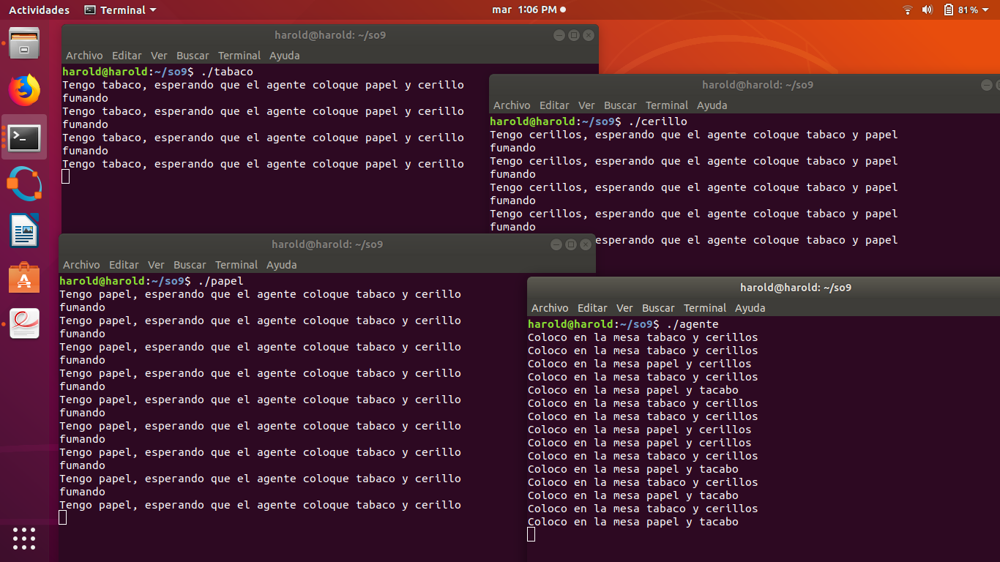 Actividades
Terminal
mar 1:06 PM
81%
harold@harold: ~/so9
Archivo Editar Ver Buscar Terminal Ayuda
harold@harold:~/so9$ ./tabaco
Tengo tabaco, esperando que el agente coloque papel y cerillo
fumando
Tengo tabaco, esperando que el agente coloque papel y cerillo
fumando
Tengo tabaco, esperando que el agente coloque papel y cerillo
fumando
Tengo tabaco, esperando que el agente coloque papel y cerillo
harold@harold: ~/so9
Archivo Editar Ver Buscar Terminal Ayuda
harold@harold:~/so9$ ./cerillo
Tengo cerillos, esperando que el agente coloque tabaco y papel
fumando
Tengo cerillos, esperando que el agente coloque tabaco y papel
fumando
Tengo cerillos, esperando que el agente coloque tabaco y papel
fumando
Tengo cerillos, esperando que el agente coloque tabaco y papel
fumando
esperando que el agente coloque tabaco y papel
harold@harold: ~/so9
Archivo Editar Ver Buscar Terminal Ayuda
harold@harold:~/so9$ ./papel
Tengo papel, esperando que el agente coloque tabaco y cerillo
fumando
Tengo papel, esperando que el agente coloque tabaco y cerillo
fumando
Tengo papel, esperando que el agente coloque tabaco y cerillo
fumando
Tengo papel, esperando que el agente coloque tabaco y cerillo
fumando
Tengo papel, esperando que el agente coloque tabaco y cerillo
fumando
Tengo papel, esperando que el agente coloque tabaco y cerillo
fumando
Tengo papel, esperando que el agente coloque tabaco y cerillo
fumando
Tengo papel, esperando que el agente coloque tabaco y cerillo
fumando
Tengo papel, esperando que el agente coloque tabaco y cerillo
harold@harold: ~/so9
Archivo Editar Ver Buscar Terminal Ayuda
harold@harold:~/so9$ ./agente
Coloco en la mesa tabaco y cerillos
Coloco en la mesa tabaco y cerillos
Coloco en la mesa papel y cerillos
Coloco en la mesa tabaco y cerillos
Coloco en la mesa papel y tacabo
Coloco en la mesa tabaco y cerillos
Coloco en la mesa tabaco y cerillos
Coloco en la mesa papel y cerillos
Coloco en la mesa papel y cerillos
Coloco en la mesa tabaco y cerillos
Coloco en la mesa papel y tacabo
Coloco en la mesa tabaco y cerillos
Coloco en la mesa papel y tacabo
Coloco en la mesa tabaco y cerillos
Coloco en la mesa papel y tacabo